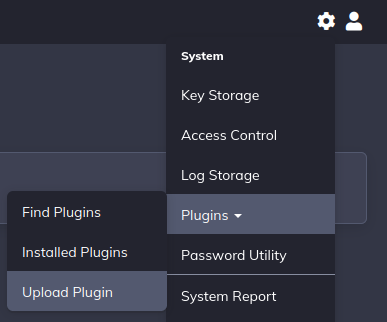 System
Key Storage
Access Control
Log Storage
Plugins
Find Plugins
Installed Plugins
Upload Plugin
Password Utility
System Report